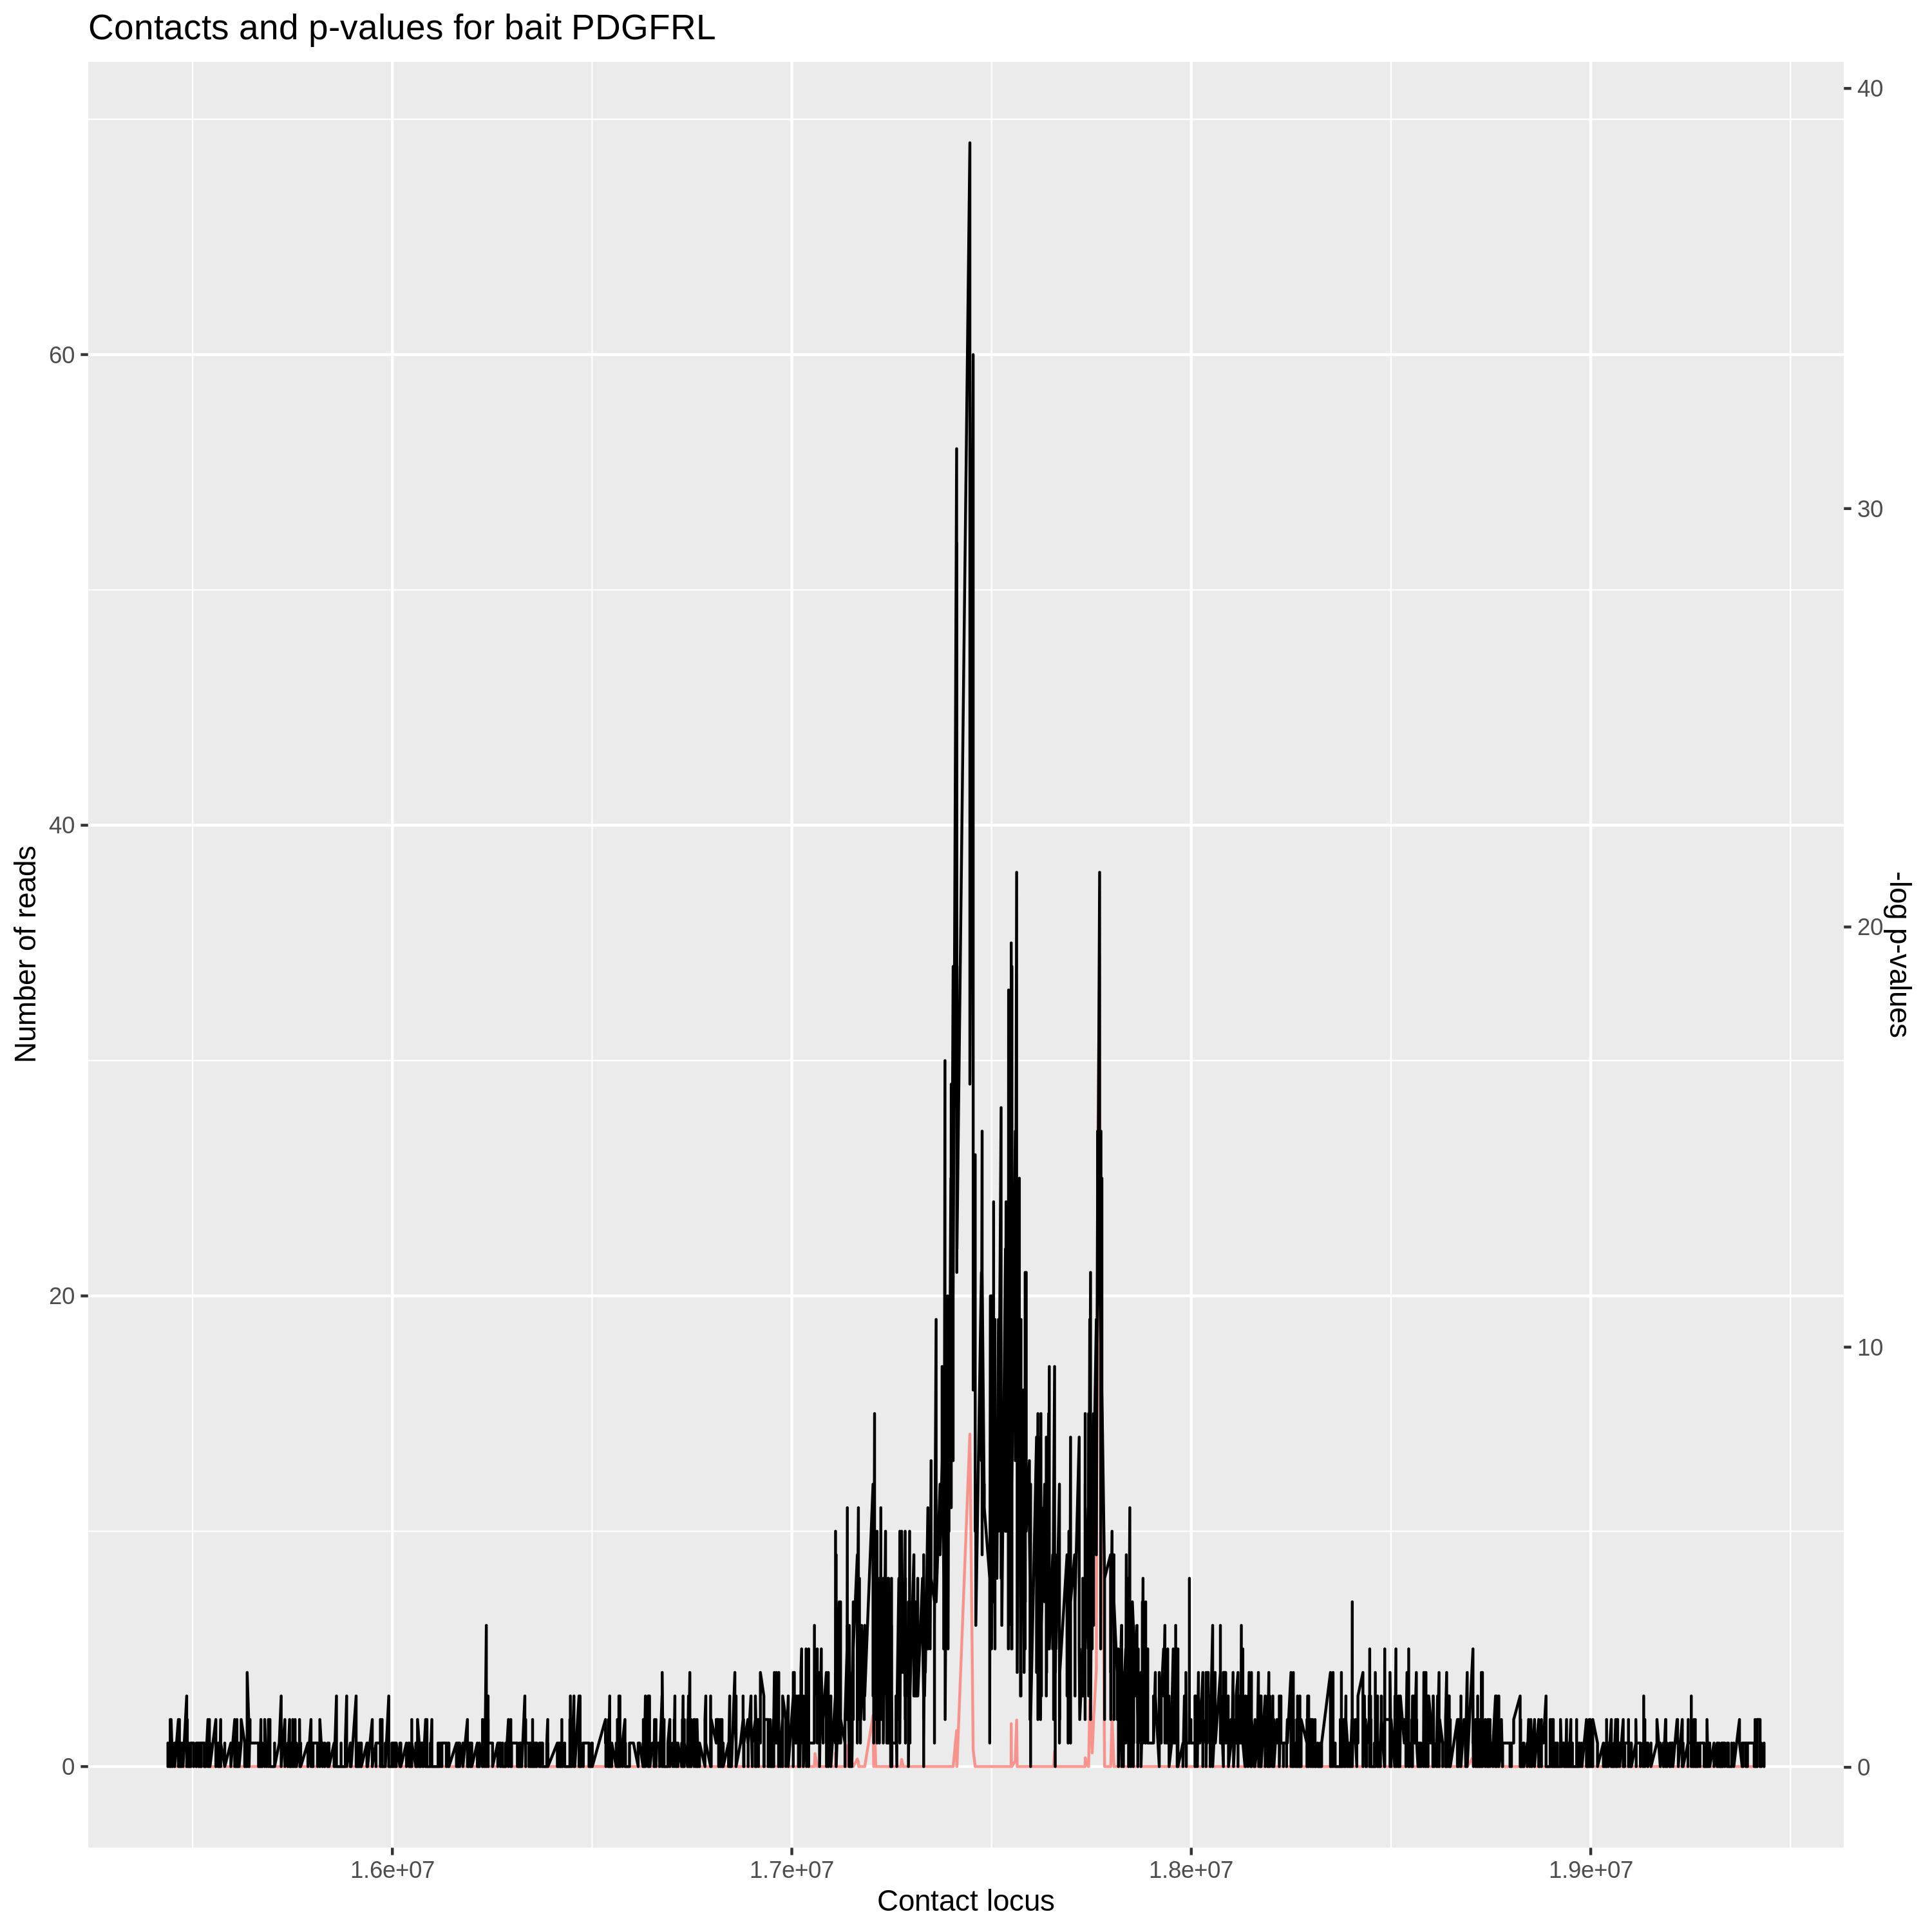 Contacts and p-values for bait PDGFRL
40
60
30
40
20
20
10
0
0
Number of reads
-log p-values
1.6e+07
1.7e+07
1.8e+07
1.9e+07
Contact locus